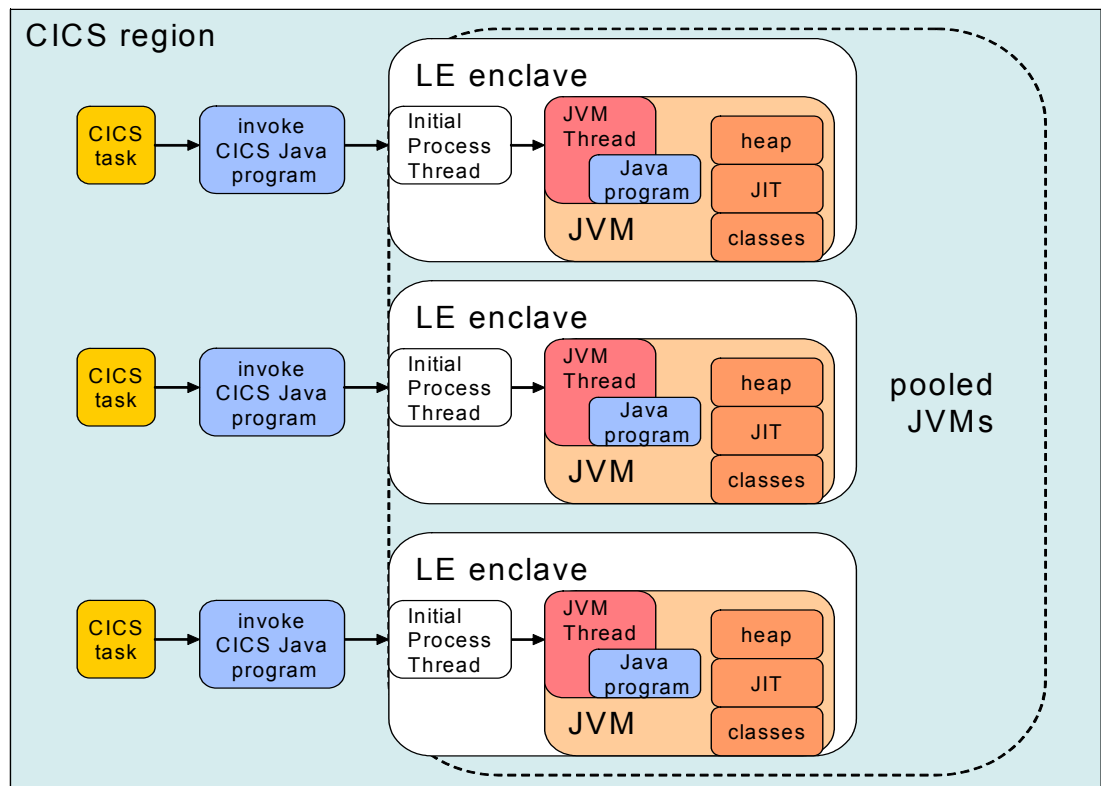 CICS region
LE enclave
CICS
task
invoke
CICS Java
program
Initial
Process
Thread
JVM
Thread
Java
program
JVM
heap
JIT
classes
LE enclave
CICS
task
invoke
CICS Java
program
Initial
Process
Thread
JVM
Thread
Java
program
JVM
heap
JIT
classes
pooled
JVMs
LE enclave
CICS
task
invoke
CICS Java
program
Initial
Process
Thread
JVM
Thread
Java
program
JVM
heap
JIT
classes